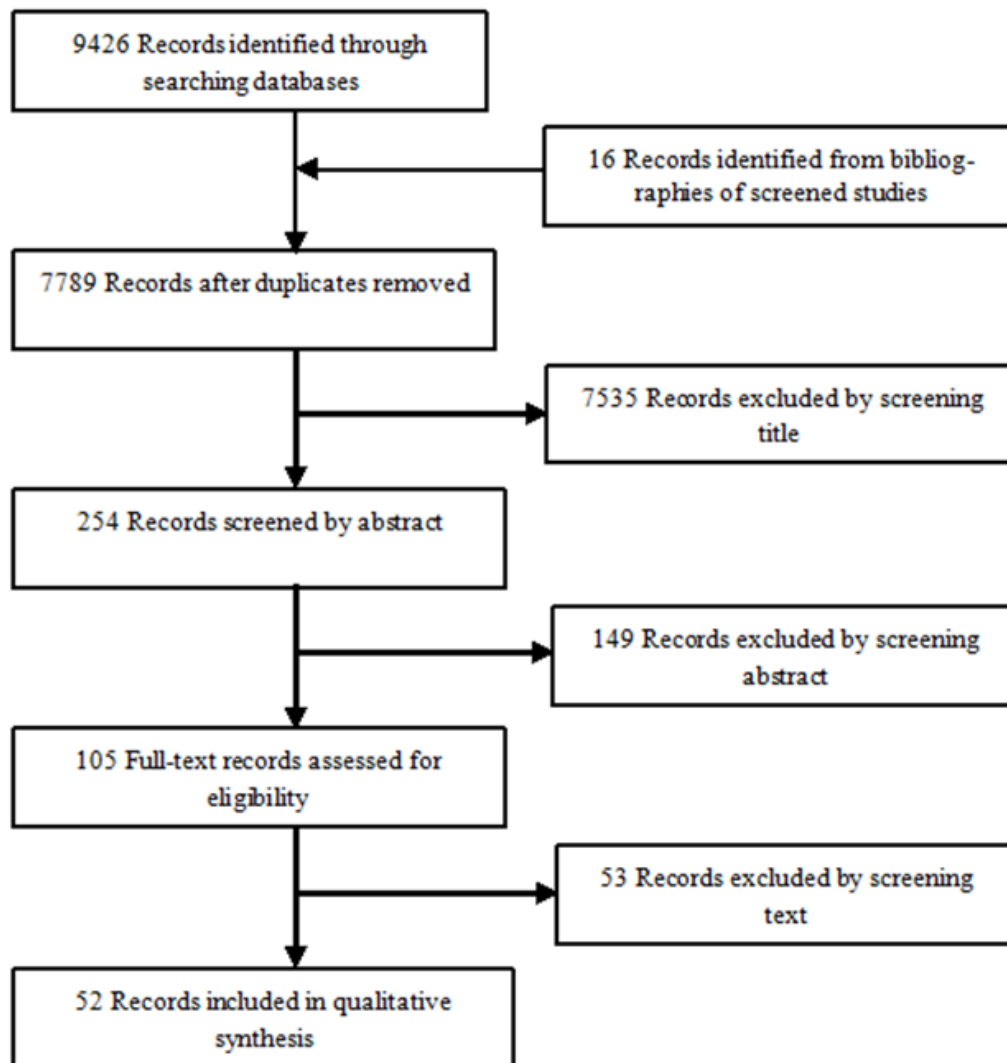 9426 Records identified through
searching databases
16 Records identified from bibliog-
raphies of screened studies
7789 Records after duplicates removed
7535 Records excluded by screening
title
254 Records screened by abstract
149 Records excluded by screening
abstract
105 Full-text records assessed for
eligibility
53 Records excluded by screening
text
52 Records included in qualitative
synthesis